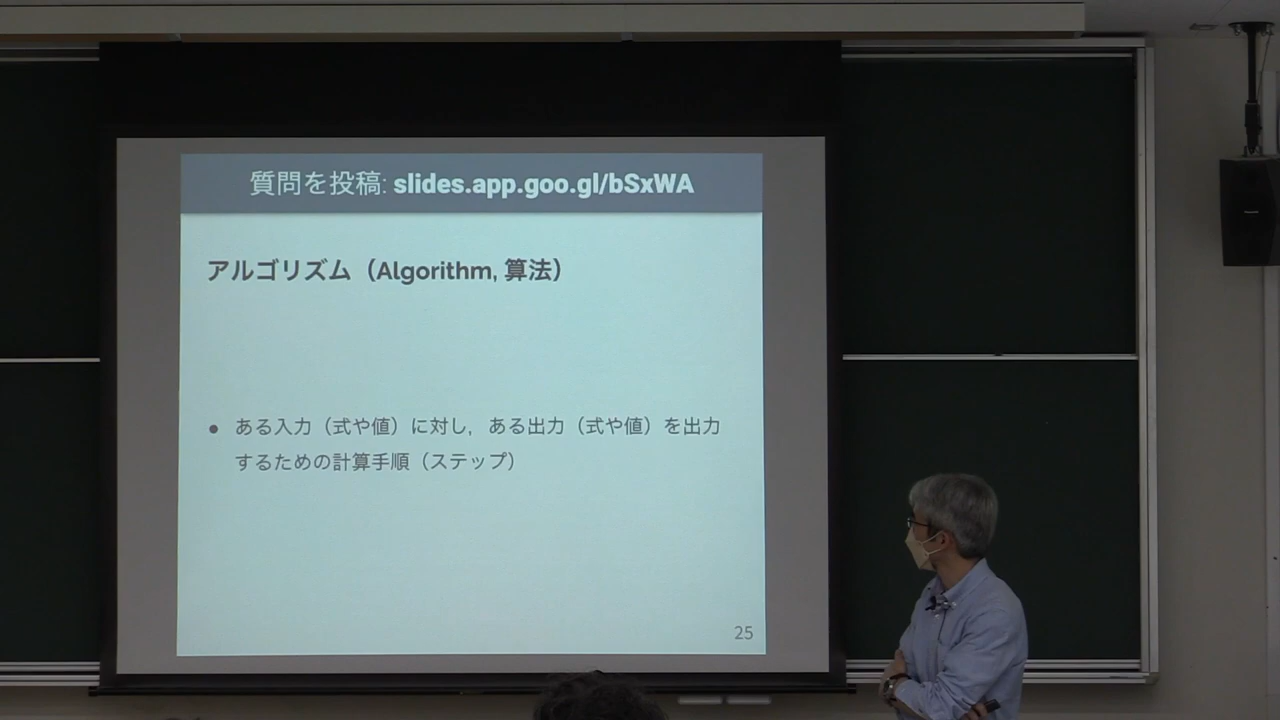 質問を投稿: slides.app.goo.gl/bSxWA
アルゴリズム（Algorithm, 算法）
● ある入力（式や値）に対し，ある出力（式や値）を出力
するための計算手順（ステップ）
25